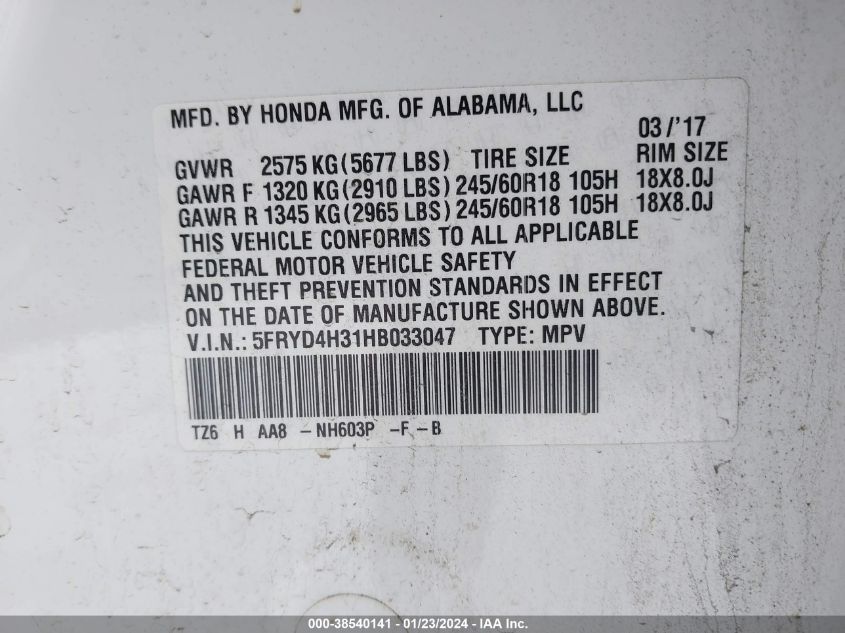 MFD. BY HONDA MFG. OF ALABAMA, LLC
03/'17
GVWR 2575 KG(5677 LBS) TIRE SIZE RIM SIZE
GAWR F 1320 KG(2910 LBS) 245/60R18 105H 18X8.0J
GAWR R 1345 KG(2965 LBS) 245/60R18 105H 18X8.0J
THIS VEHICLE CONFORMS TO ALL APPLICABLE
FEDERAL MOTOR VEHICLE SAFETY
AND THEFT PREVENTION STANDARDS IN EFFECT
ON THE DATE OF MANUFACTURE SHOWN ABOVE.
V.I.N.: 5FRYD4H31HB033047 TYPE: MPV
TZ6 H AA8 -NH603P -F -B
000-38540141 - 01/23/2024 - IAA Inc.